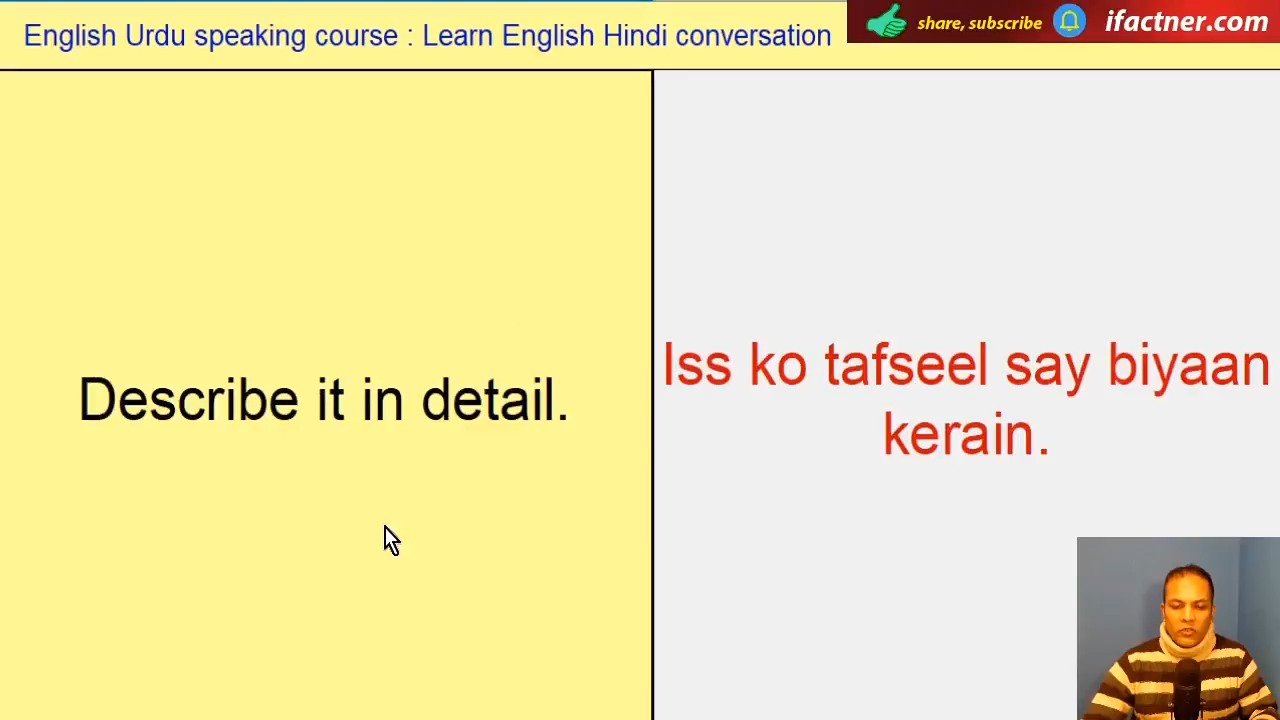 English Urdu speaking course : Learn English Hindi conversation
share, subscribe
ifactner.com
Describe it in detail.
Iss ko tafseel say biyaan
kerain.